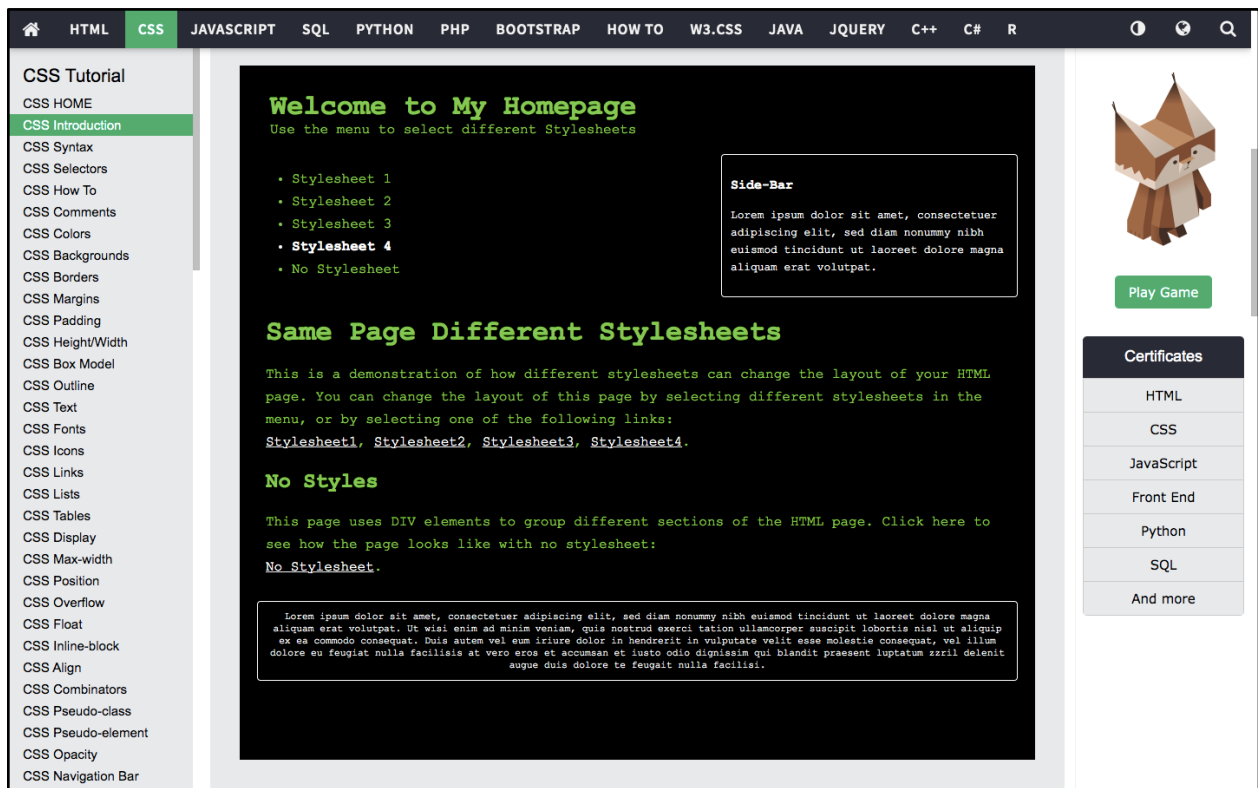 HTML CSS JAVASCRIPT SQL PYTHON PHP BOOTSTRAP HOW TO W3.CSS JAVA JQUERY C++ C# R
CSS Tutorial
CSS HOME
CSS Introduction
CSS Syntax
CSS Selectors
CSS How To
CSS Comments
CSS Colors
CSS Backgrounds
CSS Borders
CSS Margins
CSS Padding
CSS Height/Width
CSS Box Model
CSS Outline
CSS Text
CSS Fonts
CSS Icons
CSS Links
CSS Lists
CSS Tables
CSS Display
CSS Max-width
CSS Position
CSS Overflow
CSS Float
CSS Inline-block
CSS Align
CSS Combinators
CSS Pseudo-class
CSS Pseudo-element
CSS Opacity
CSS Navigation Bar
Welcome to My Homepage
Use the menu to select different Stylesheets
• Stylesheet 1
• Stylesheet 2
• Stylesheet 3
• Stylesheet 4
• No Stylesheet
Side-Bar
Lorem ipsum dolor sit amet, consectetuer
adipiscing elit, sed diam nonummy nibh
euismod tincidunt ut laoreet dolore magna
aliquam erat volutpat.
Same Page Different Stylesheets
This is a demonstration of how different stylesheets can change the layout of your HTML
page. You can change the layout of this page by selecting different stylesheets in the
menu, or by selecting one of the following links:
Stylesheet1, Stylesheet2, Stylesheet3, Stylesheet4.
No Styles
This page uses DIV elements to group different sections of the HTML page. Click here to
see how the page looks like with no stylesheet:
No Stylesheet.
Lorem ipsum dolor sit amet, consectetuer adipiscing elit, sed diam nonummy nibh euismod tincidunt ut laoreet dolore magna
aliquam erat volutpat. Ut wisi enim ad minim veniam, quis nostrud exerci tation ullamcorper suscipit lobortis nisl ut aliquip
ex ea commodo consequat. Duis autem vel eum iriure dolor in hendrerit in vulputate velit esse molestie consequat, vel illum
dolore eu feugiat nulla facilisis at vero eros et accumsan et iusto odio dignissim qui blandit praesent luptatum zzril delenit
augue duis dolore te feugait nulla facilisi.
Play Game
Certificates
HTML
CSS
JavaScript
Front End
Python
SQL
And more